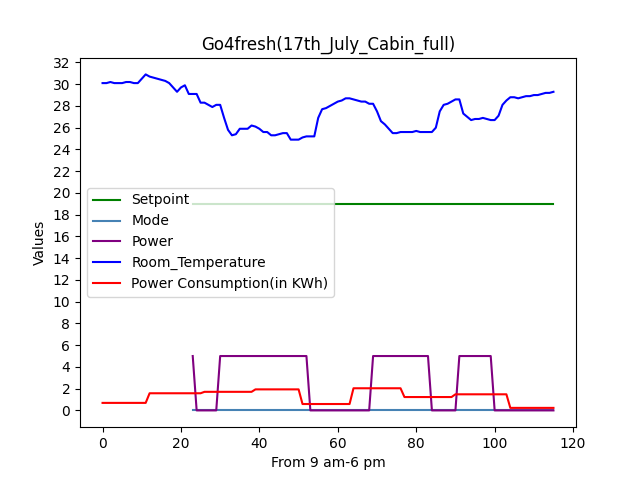 Go4fresh(17th_July_Cabin_full)
32
30
28
26
24
22
20
18
16
14
12
10
8
6
4
2
0
Values
Setpoint
Mode
Power
Room_Temperature
Power Consumption(in KWh)
0 20 40 60 80 100 120
From 9 am-6 pm